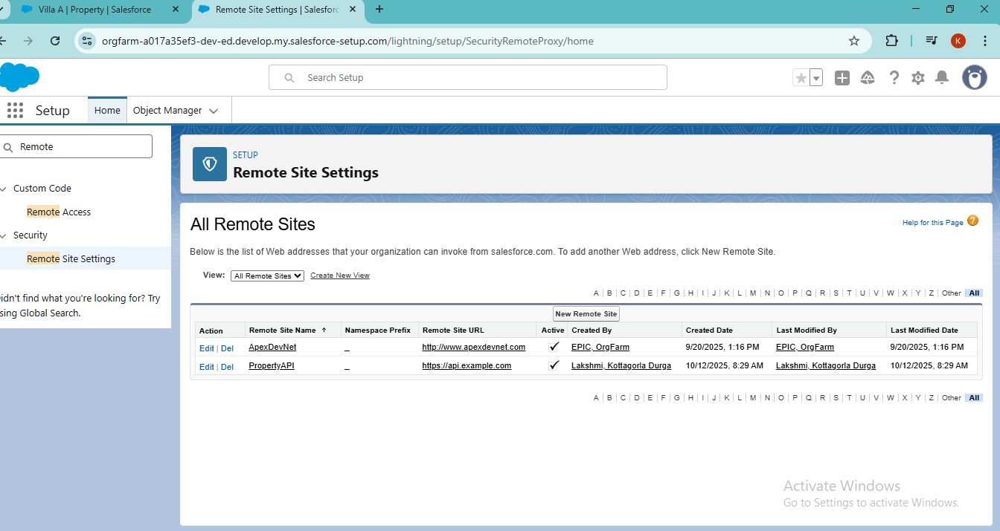 Villa A | Property | Salesforce
Remote Site Settings | Salesforc
orgfarm-a017a35ef3-dev-ed.develop.my.salesforce-setup.com/lightning/setup/SecurityRemoteProxy/home
K
Search Setup
Setup
Home
Object Manager
Remote
Custom Code
Remote Access
Security
Remote Site Settings
idn't find what you're looking for? Try
sing Global Search.
SETUP
Remote Site Settings
All Remote Sites
Help for this Page ?
Below is the list of Web addresses that your organization can invoke from salesforce.com. To add another Web address, click New Remote Site.
View: All Remote Sites Create New View
A | B | C | D | E | F | G | H | I | J | K | L | M | N | O | P | Q | R | S | T | U | V | W | X | Y | Z | Other | All
New Remote Site
Action Remote Site Name ↑ Namespace Prefix Remote Site URL Active Created By Created Date Last Modified By Last Modified Date
Edit | Del ApexDevNet _ http://www.apexdevnet.com ✓ EPIC, OrgFarm 9/20/2025, 1:16 PM EPIC, OrgFarm 9/20/2025, 1:16 PM
Edit | Del PropertyAPI _ https://api.example.com ✓ Lakshmi, Kottagorla Durga 10/12/2025, 8:29 AM Lakshmi, Kottagorla Durga 10/12/2025, 8:29 AM
A | B | C | D | E | F | G | H | I | J | K | L | M | N | O | P | Q | R | S | T | U | V | W | X | Y | Z | Other | All
Activate Windows
Go to Settings to activate Windows.